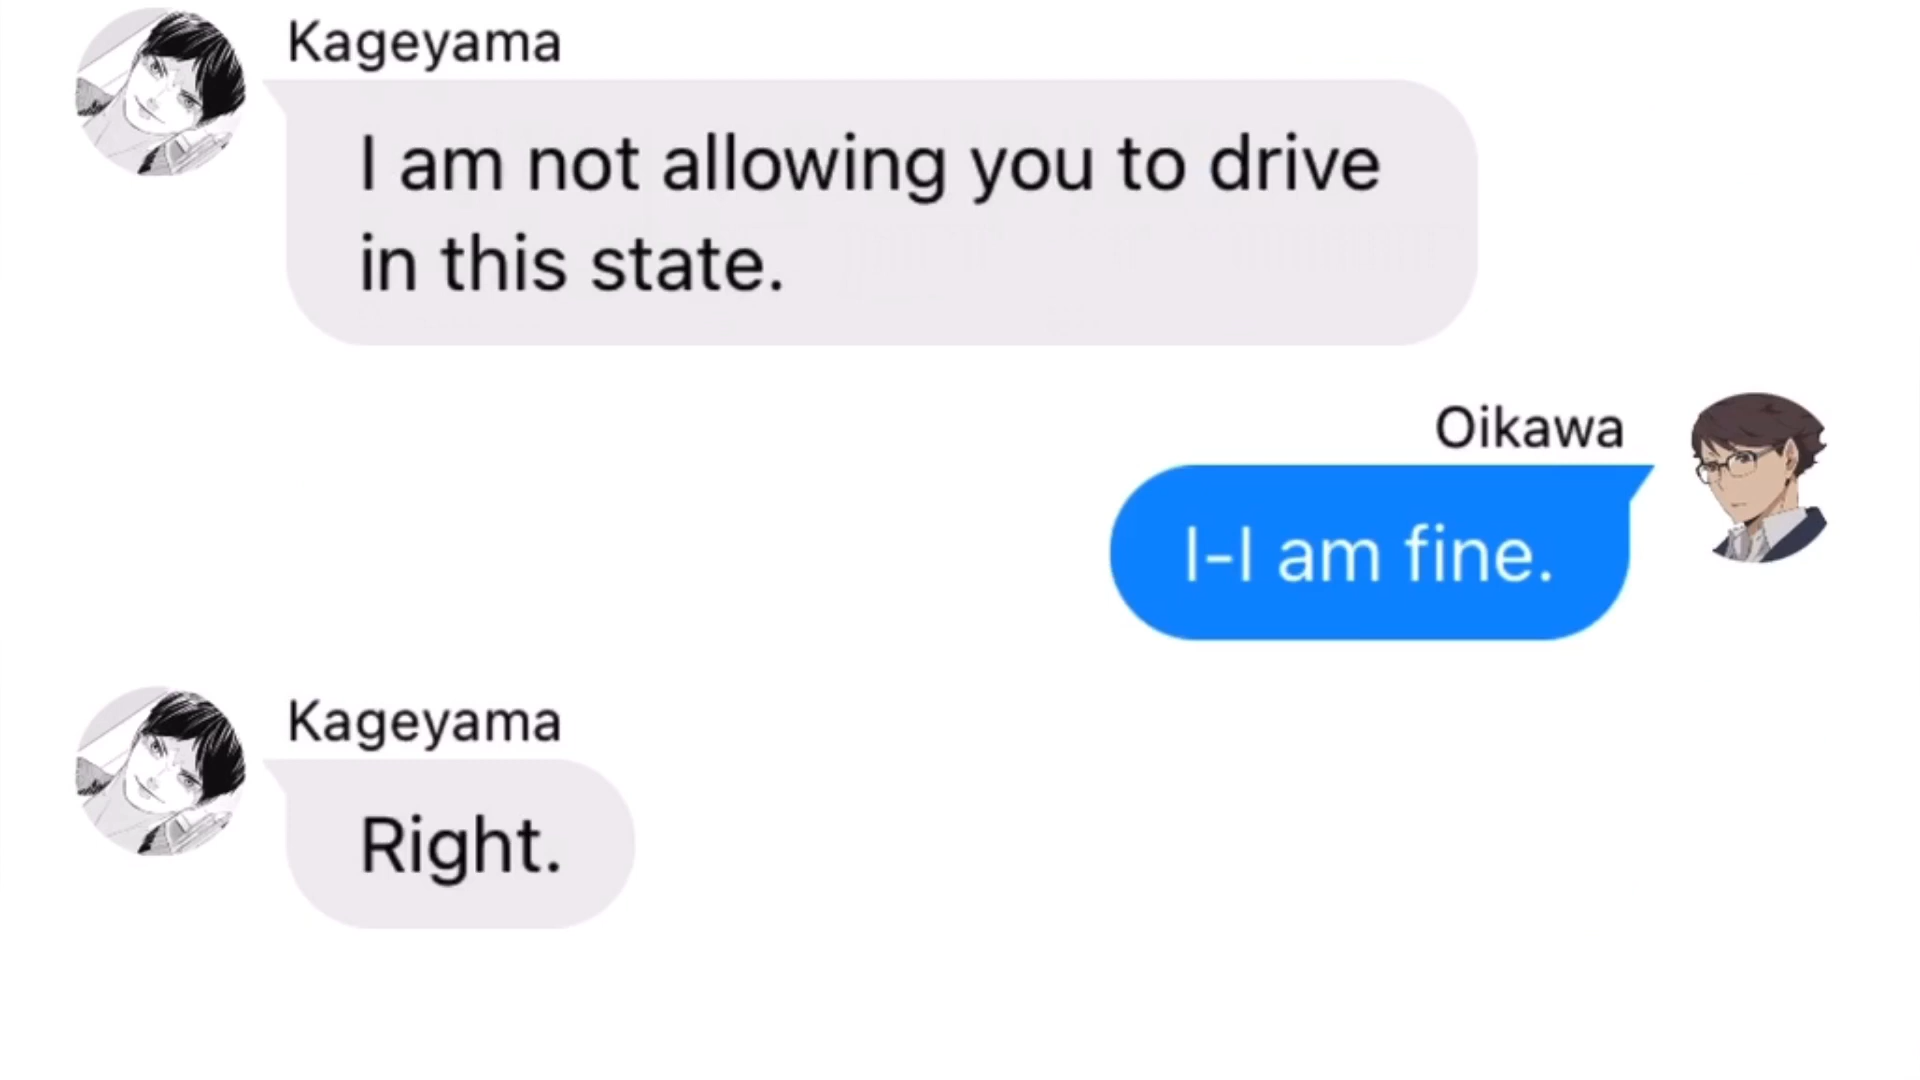 Kageyama
I am not allowing you to drive
in this state.
Oikawa
I-I am fine.
Kageyama
Right.